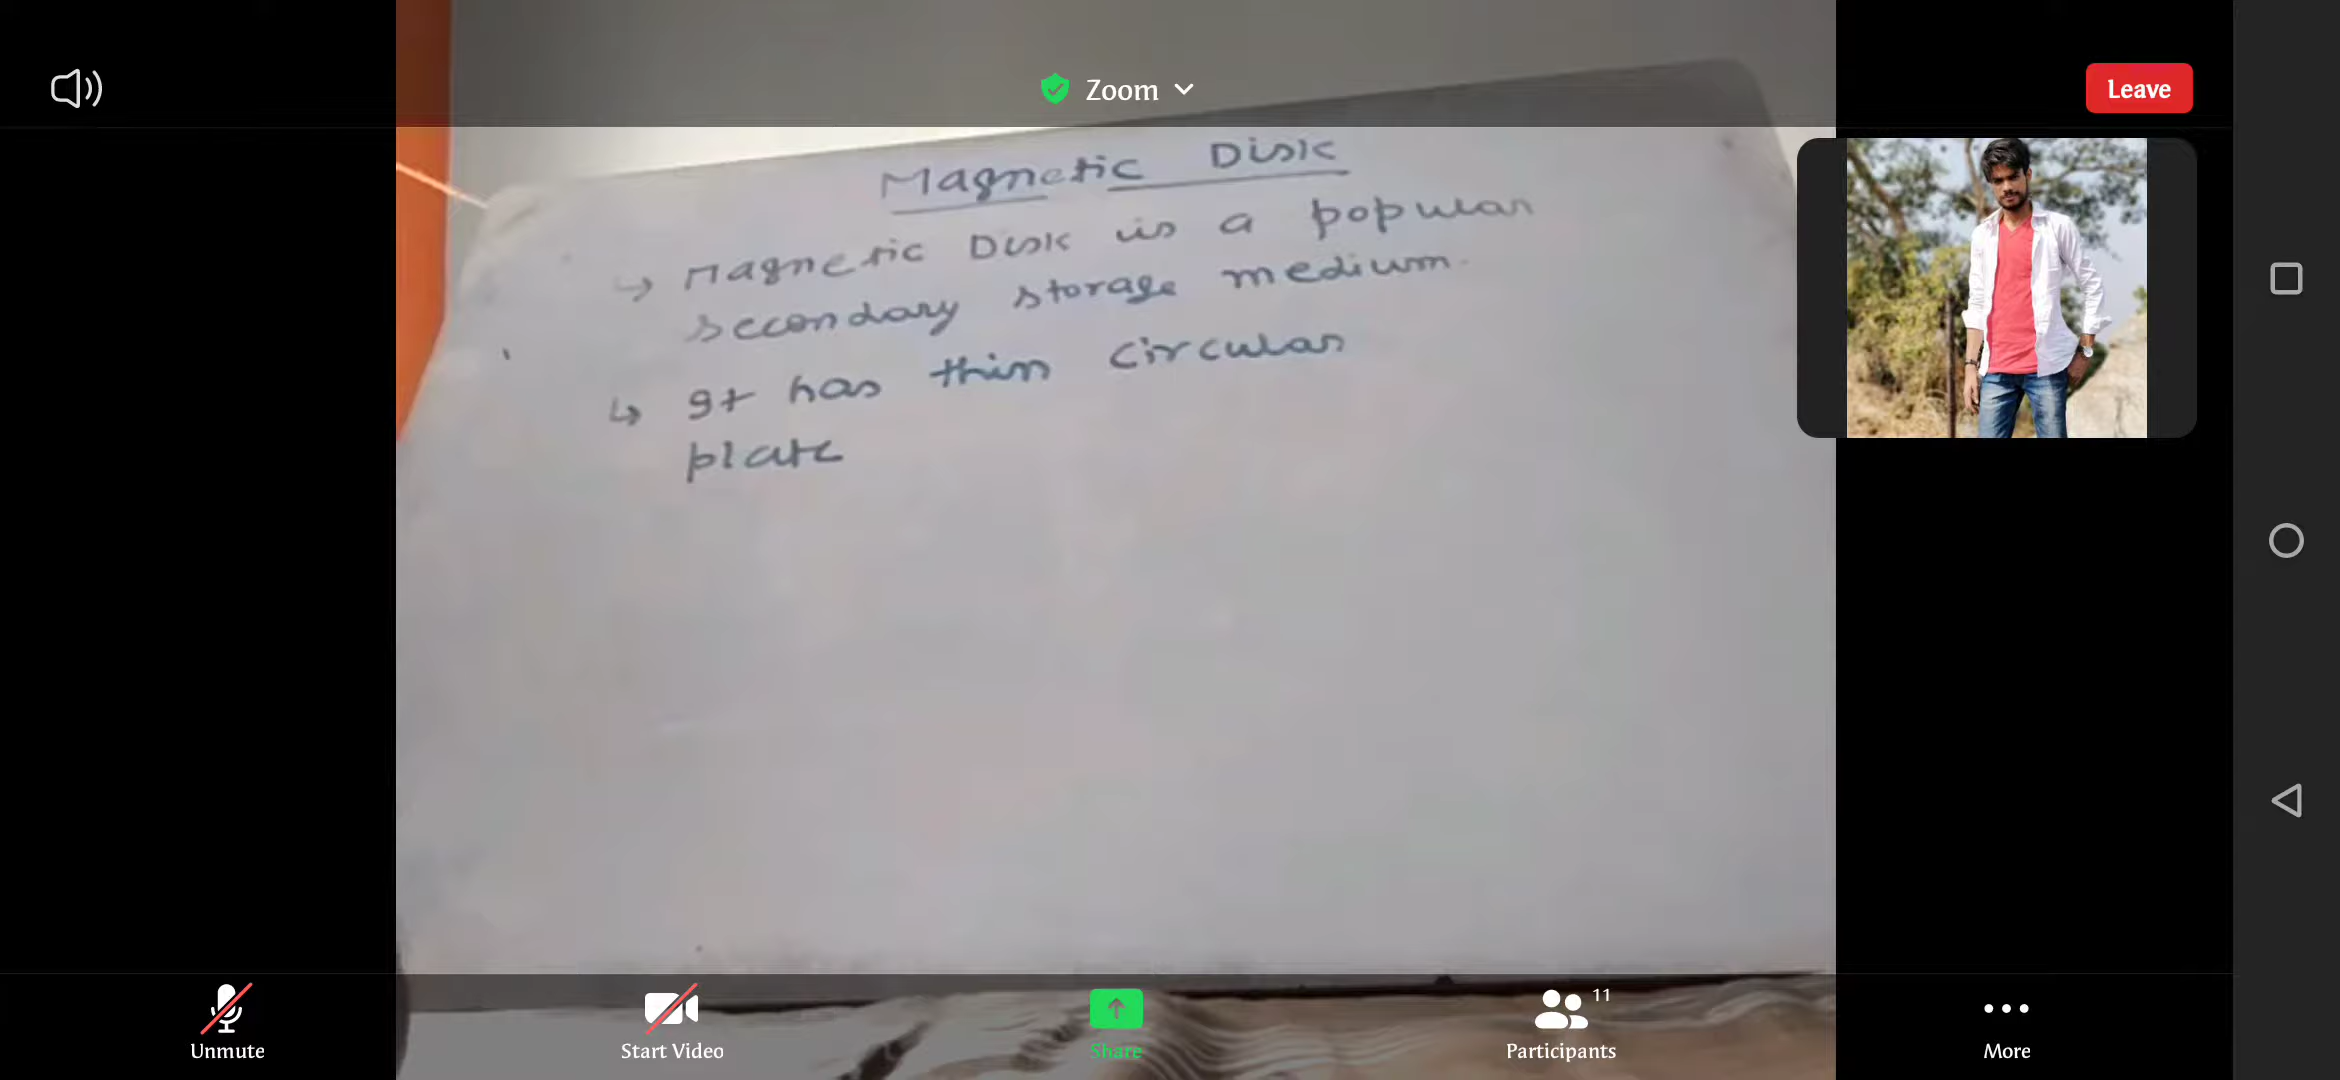 Zoom
Leave
Magnetic Disk
↳ Magnetic Disk is a popular
secondary storage medium.
↳ It has thin circular
plate
Unmute
Start Video
Share
Participants
11
More